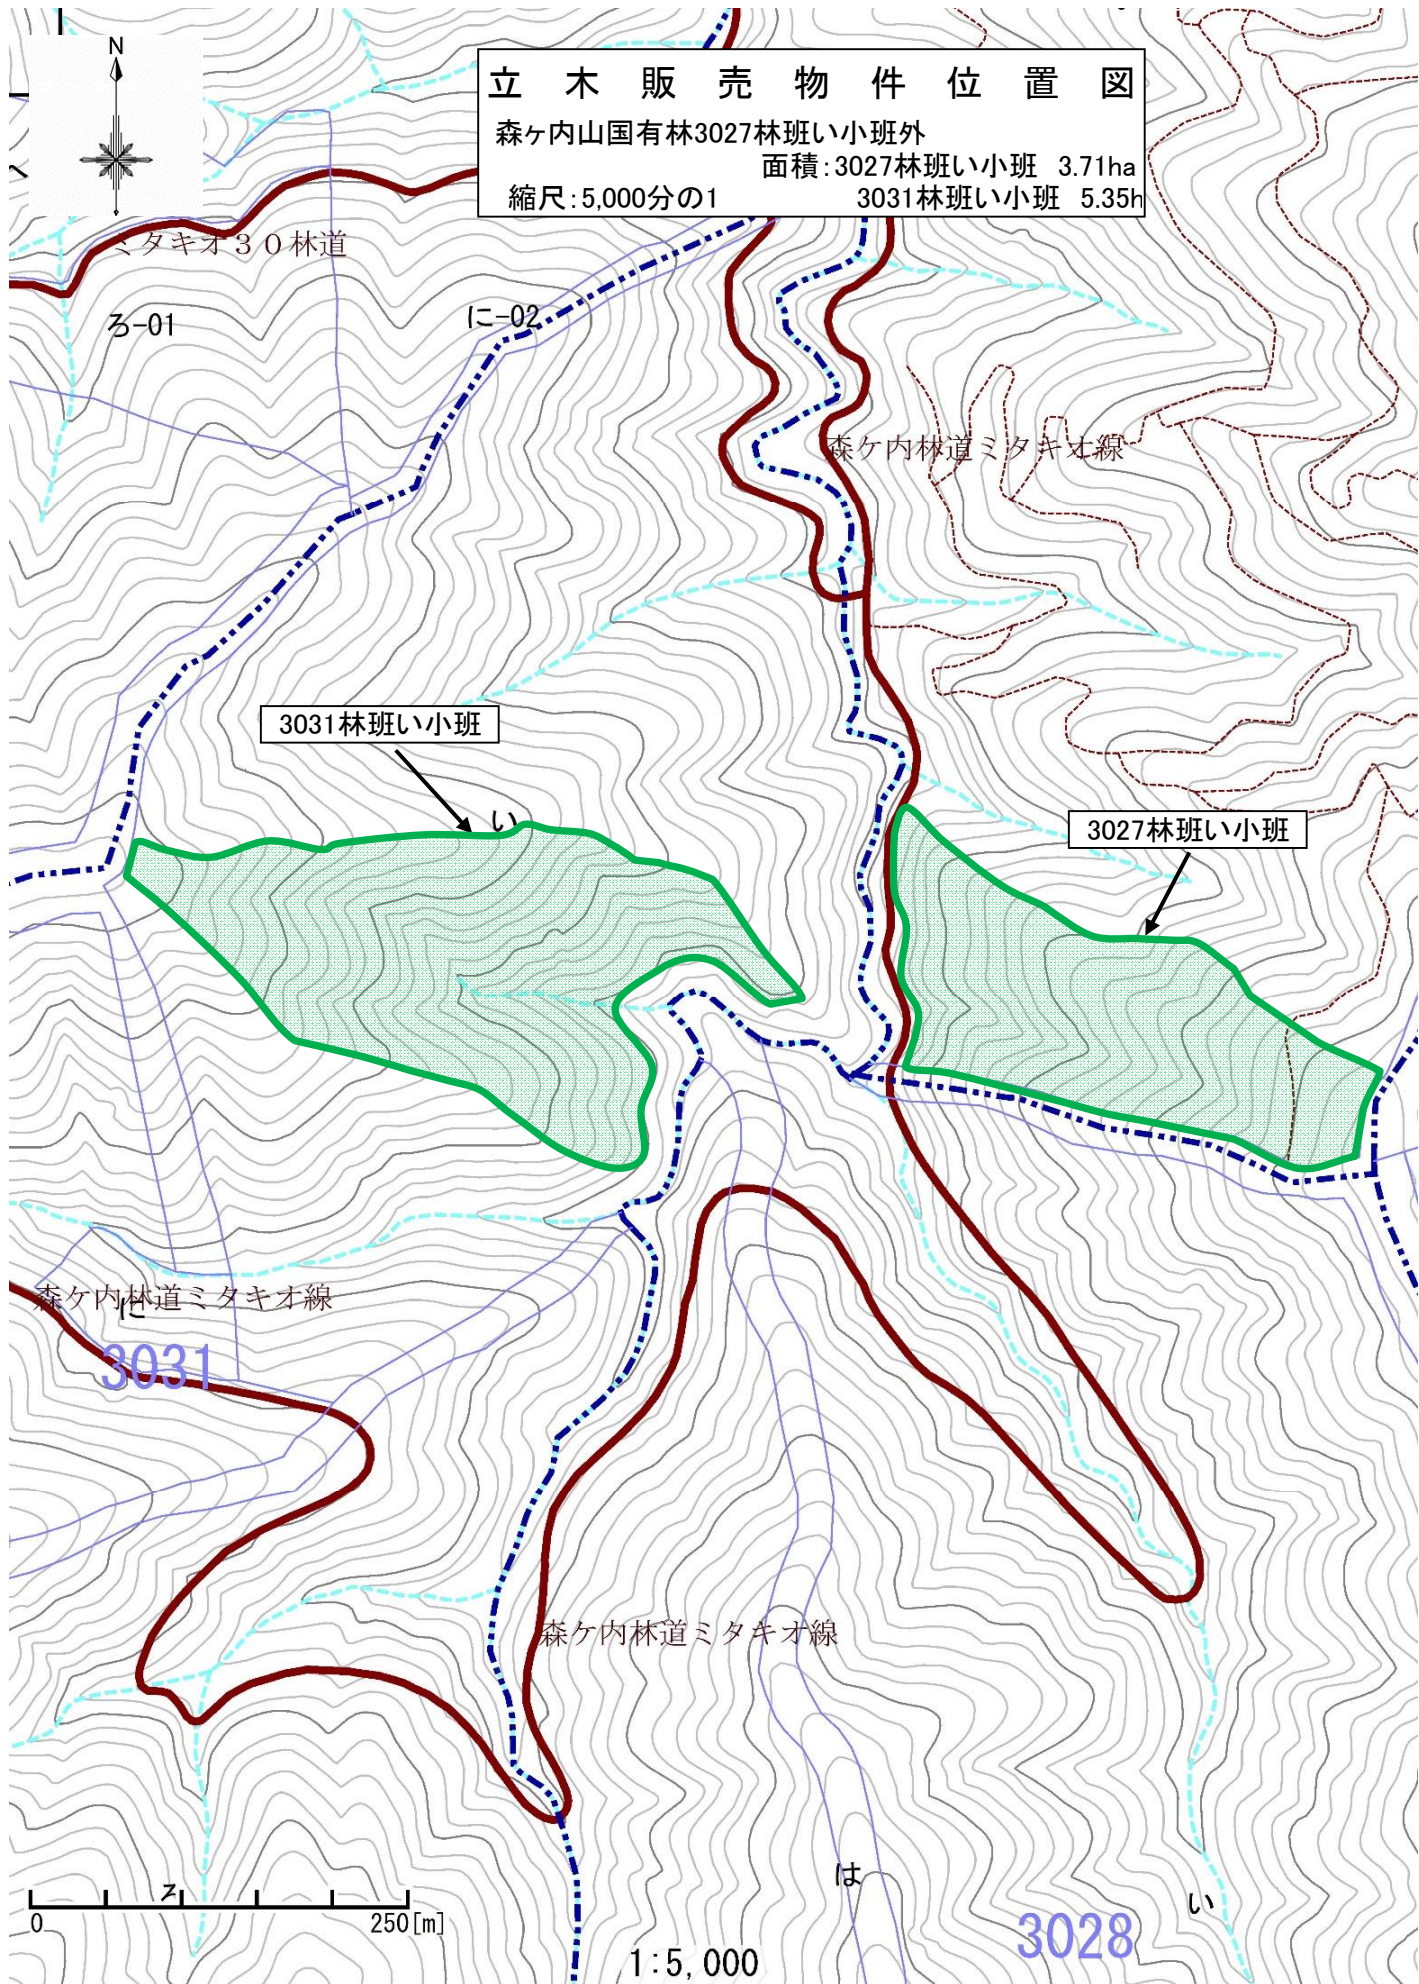 N
立木販売物件位置図
森ヶ内山国有林3027林班い小班外
面積:3027林班い小班 3.71ha
縮尺:5,000分の1 3031林班い小班 5.35h
ミタキオ30林道
ろ-01
に-02
森ケ内林道ミタキオ線
3031林班い小班
い
3027林班い小班
森ケ内林道ミタキオ線
に
3031
森ケ内林道ミタキオ線
は
ろ
い
0 250[m]
3028
1:5,000